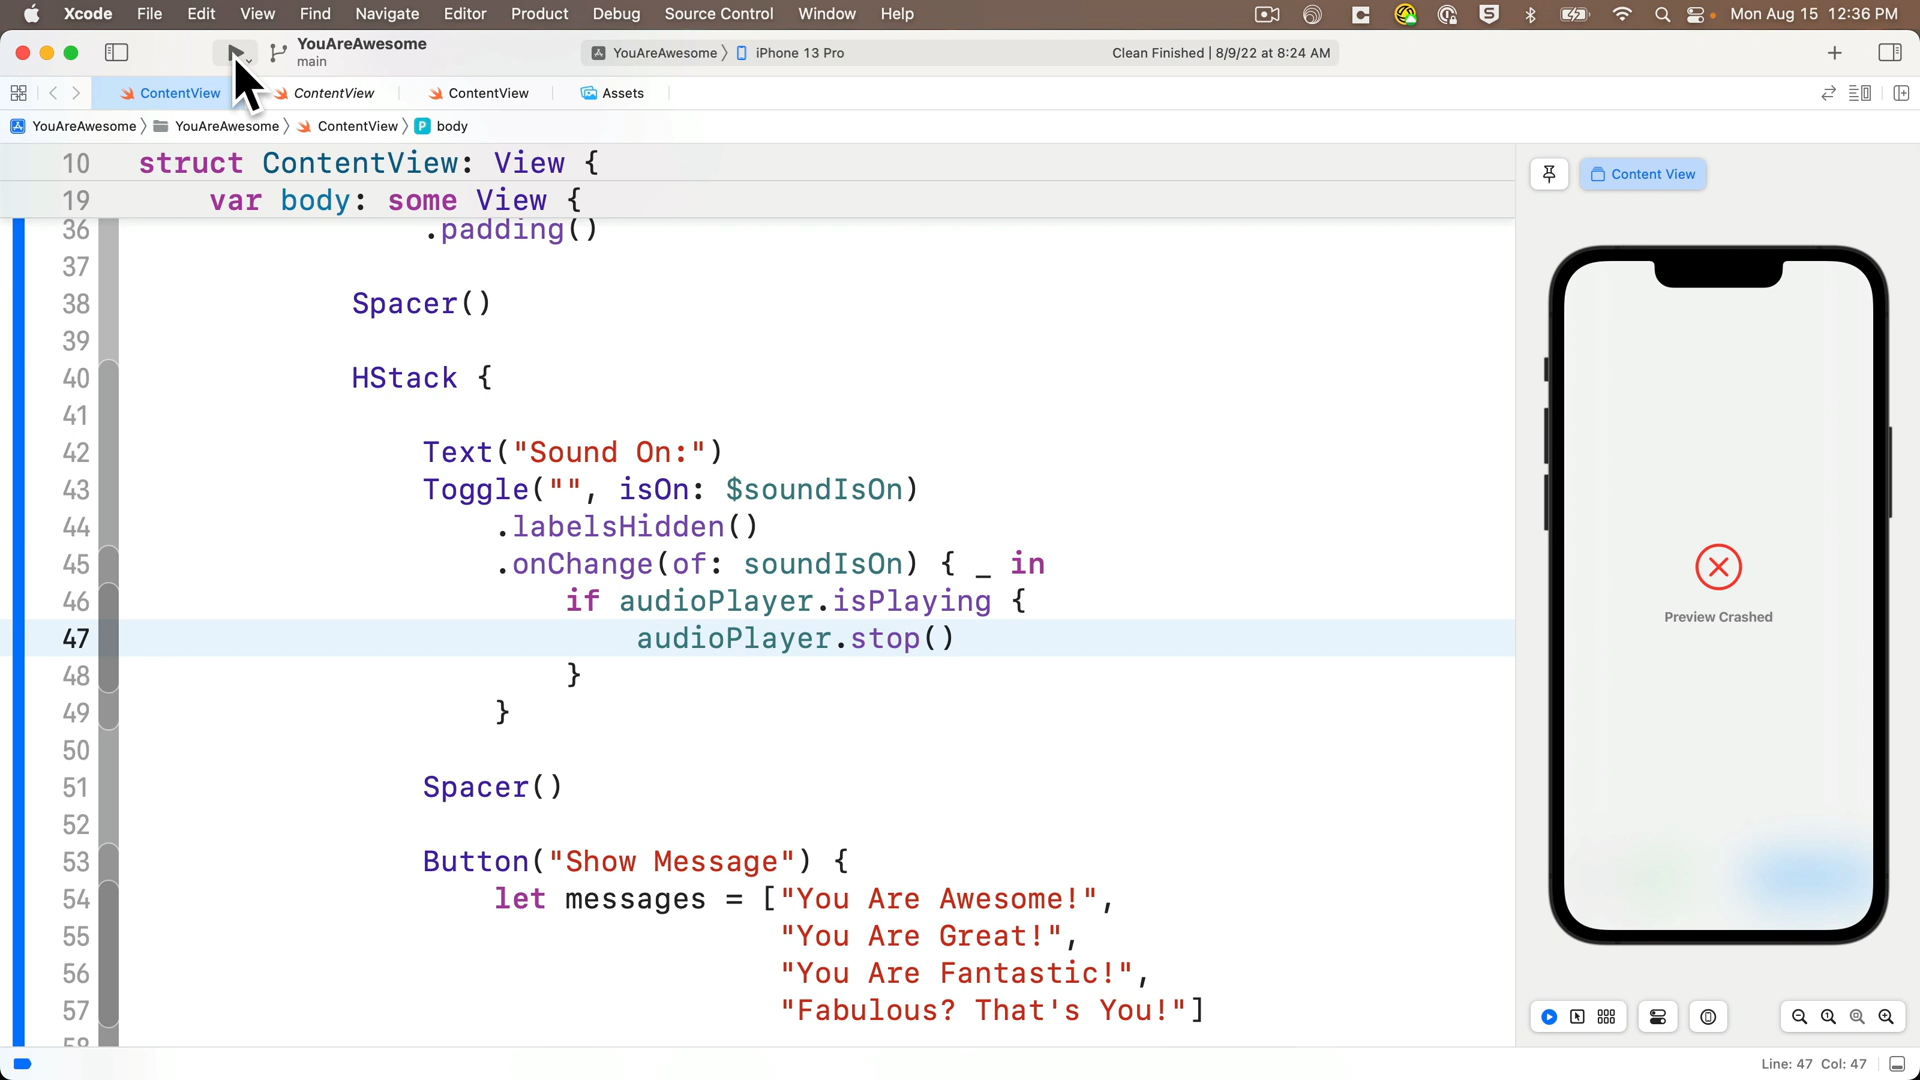 Xcode File Edit View Find Navigate Editor Product Debug Source Control Window Help Mon Aug 15 12:36 PM
YouAreAwesome
main
YouAreAwesome iPhone 13 Pro Clean Finished | 8/9/22 at 8:24 AM
ContentView ContentView ContentView Assets
YouAreAwesome YouAreAwesome ContentView body
10 struct ContentView: View {
19 var body: some View {
36 .padding()
37
38 Spacer()
39
40 HStack {
41
42 Text("Sound On:")
43 Toggle("", isOn: $soundIsOn)
44 .labelsHidden()
45 .onChange(of: soundIsOn) { _ in
46 if audioPlayer.isPlaying {
47 audioPlayer.stop()
48 }
49 }
50
51 Spacer()
52
53 Button("Show Message") {
54 let messages = ["You Are Awesome!",
55 "You Are Great!",
56 "You Are Fantastic!",
57 "Fabulous? That's You!"]
Content View
Preview Crashed
Line: 47 Col: 47